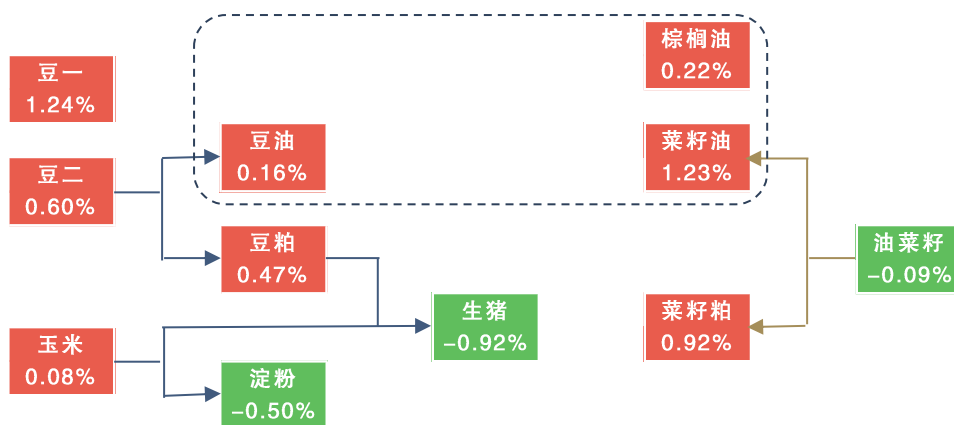 棕榈油
0.22%
豆一
1.24%
豆油
0.16%
菜籽油
1.23%
豆二
0.60%
豆粕
0.47%
油菜籽
-0.09%
生猪
-0.92%
菜籽粕
0.92%
玉米
0.08%
淀粉
-0.50%